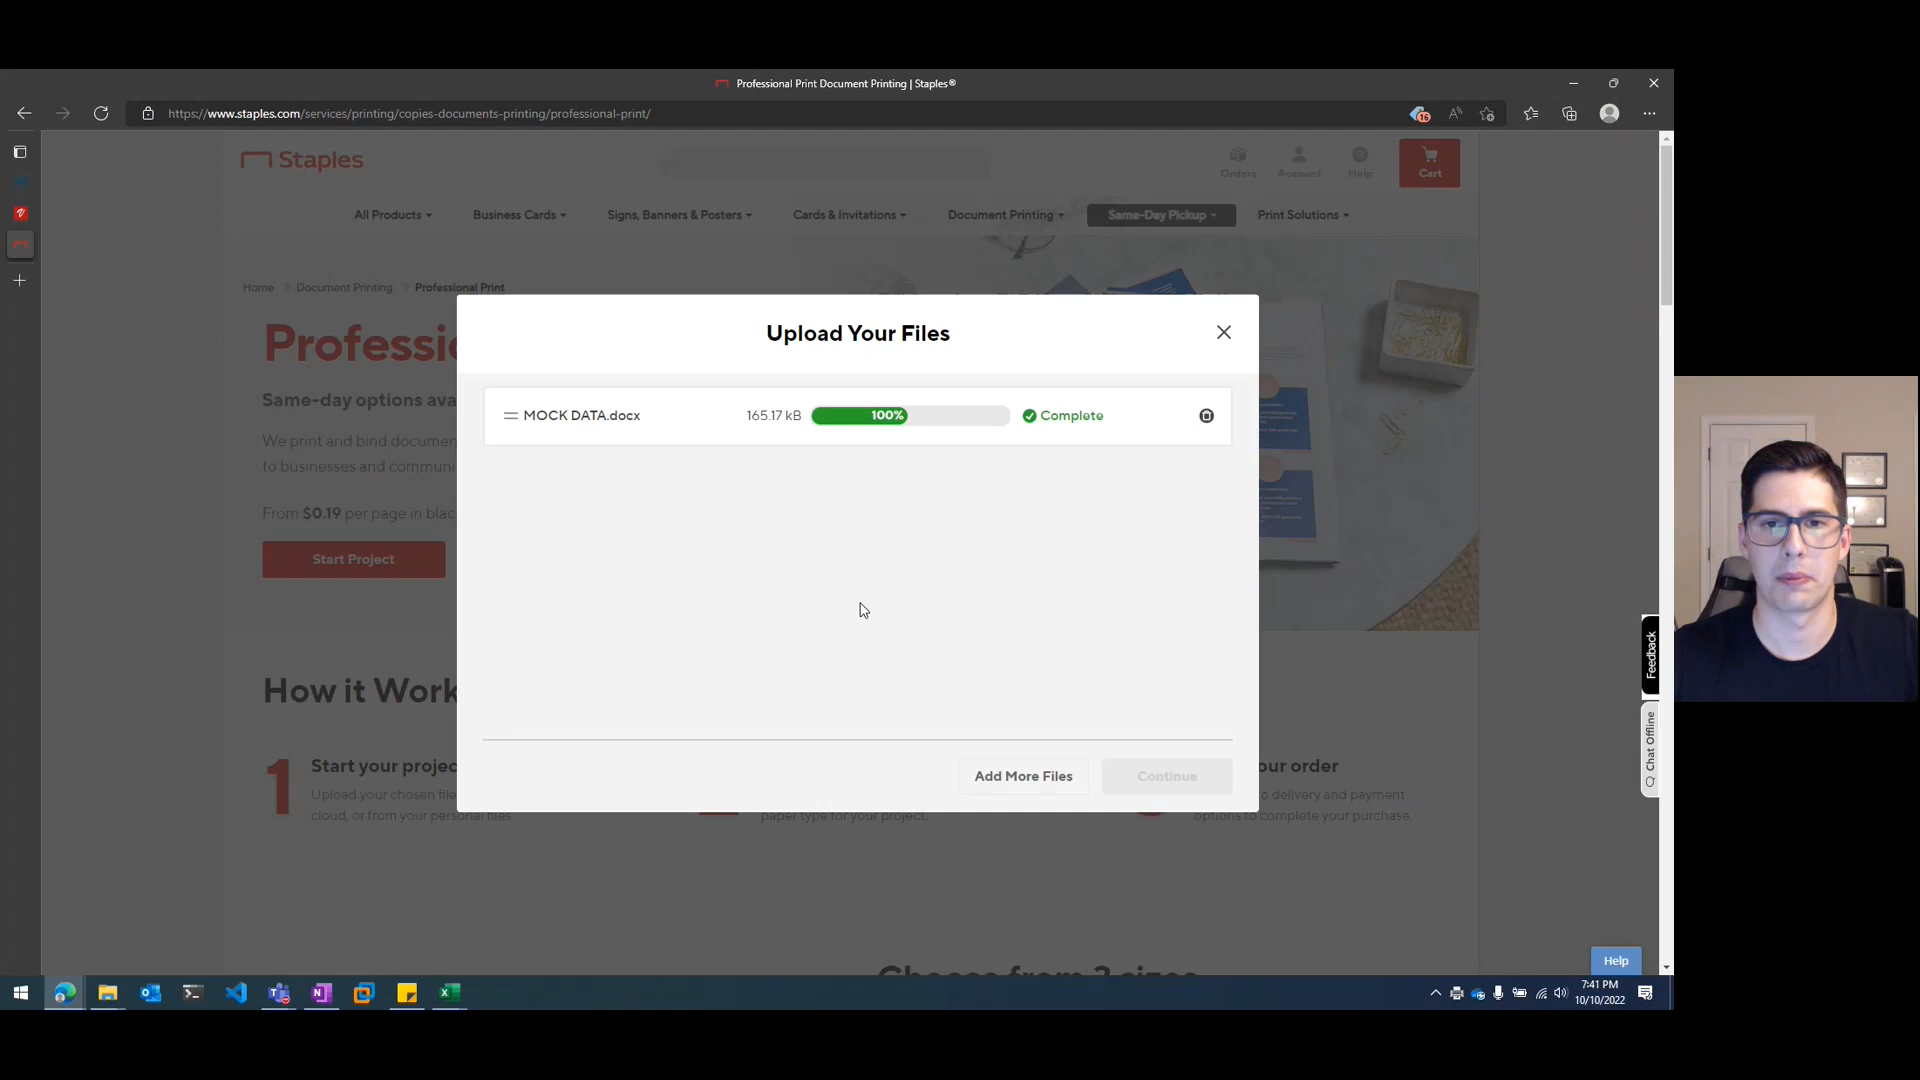 Professional Print Document Printing | Staples®
https://www.staples.com/services/printing/copies-documents-printing/professional-print/
16
Staples
Orders
Account
Help
Cart
All Products
Business Cards
Signs, Banners & Posters
Cards & Invitations
Document Printing
Same-Day Pickup
Print Solutions
Home
Document Printing
Professional Print
Professi
Same-day options ava
We print and bind documen
to businesses and commun
From $0.19 per page in blac
Start Project
Upload Your Files
MOCK DATA.docx
165.17 kB
100%
Complete
Add More Files
Continue
Feedback
Chat Offline
How it Work
1
Start your projec
Upload your chosen file
cloud, or from your personal files
paper type for your project.
our order
o delivery and payment
options to complete your purchase.
Choose from 3 sizes
Help
7:41 PM
10/10/2022